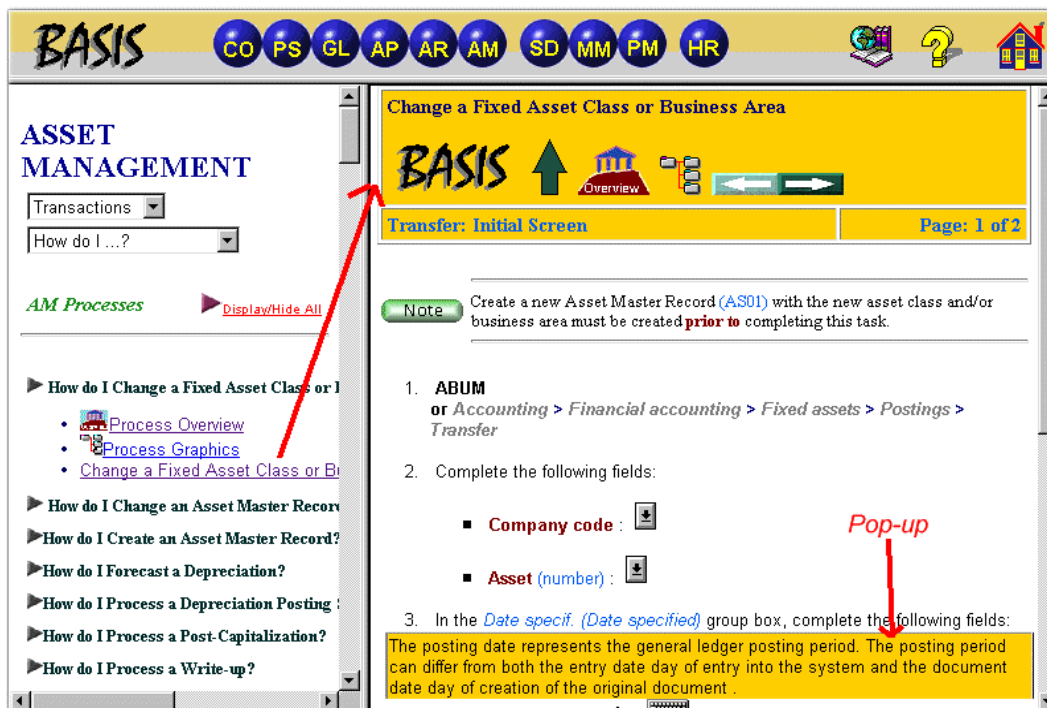 BASIS
CO PS GL AP AR AM SD MM PM HR
ASSET
MANAGEMENT
Transactions
How do I ...?
AM Processes
Display/Hide All
How do I Change a Fixed Asset Class or
Process Overview
Process Graphics
Change a Fixed Asset Class or Bu
How do I Change an Asset Master Record
How do I Create an Asset Master Record?
How do I Forecast a Depreciation?
How do I Process a Depreciation Posting
How do I Process a Post-Capitalization?
How do I Process a Write-up?
Change a Fixed Asset Class or Business Area
BASIS
Overview
Transfer: Initial Screen
Page: 1 of 2
Note
Create a new Asset Master Record (AS01) with the new asset class and/or
business area must be created prior to completing this task.
1. ABUM
or Accounting > Financial accounting > Fixed assets > Postings >
Transfer
2. Complete the following fields:
Company code :
Asset (number) :
Pop-up
3. In the Date specif. (Date specified) group box, complete the following fields:
The posting date represents the general ledger posting period. The posting period
can differ from both the entry date day of entry into the system and the document
date day of creation of the original document .